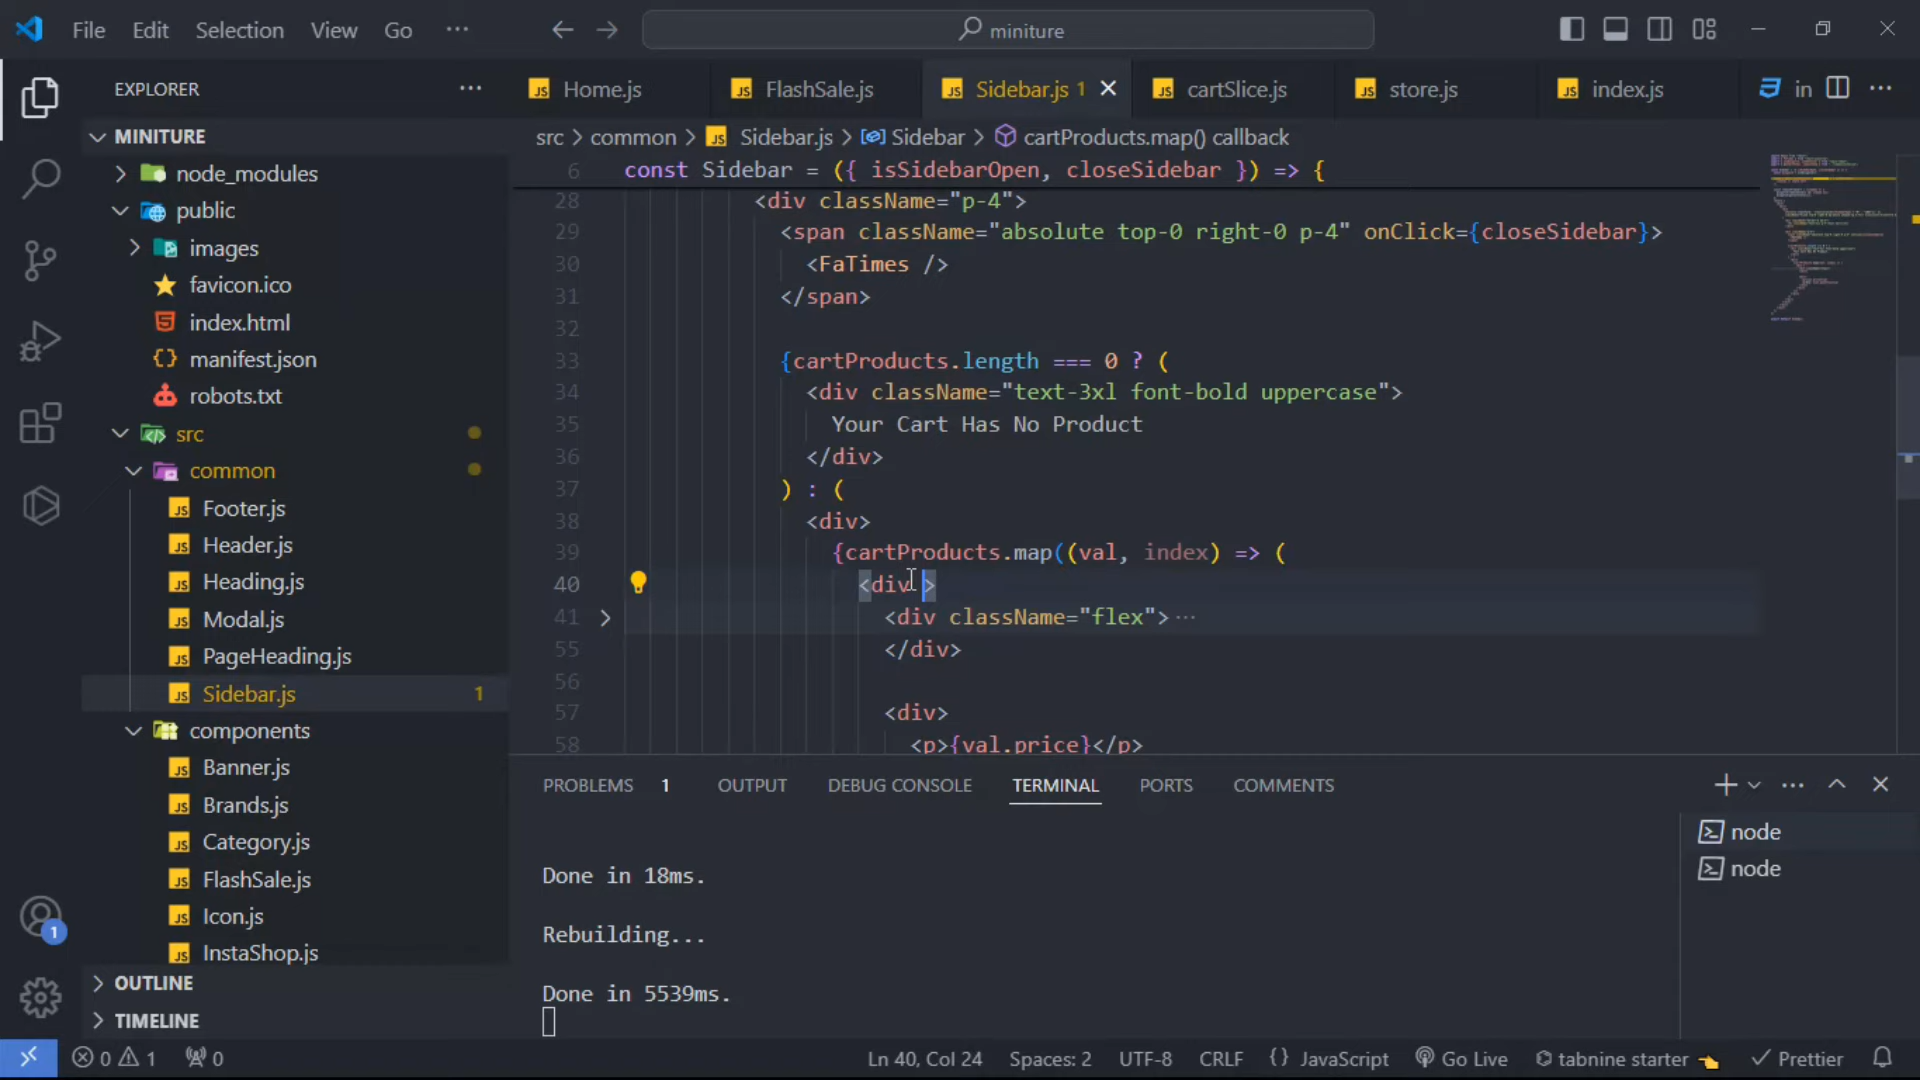 File Edit Selection View Go ··· miniture
EXPLORER ···
MINITURE
node_modules
public
images
favicon.ico
index.html
manifest.json
robots.txt
src
common
Footer.js
Header.js
Heading.js
Modal.js
PageHeading.js
Sidebar.js 1
components
Banner.js
Brands.js
Category.js
FlashSale.js
Icon.js
InstaShop.js
OUTLINE
TIMELINE
JS Home.js JS FlashSale.js JS Sidebar.js 1 JS cartSlice.js JS store.js JS index.js in ···
src > common > JS Sidebar.js > Sidebar > cartProducts.map() callback
6 const Sidebar = ({ isSidebarOpen, closeSidebar }) => {
28 <div className="p-4">
29 <span className="absolute top-0 right-0 p-4" onClick={closeSidebar}>
30 <FaTimes />
31 </span>
32
33 {cartProducts.length === 0 ? (
34 <div className="text-3xl font-bold uppercase">
35 Your Cart Has No Product
36 </div>
37 ) : (
38 <div>
39 {cartProducts.map((val, index) => (
40 <div >
41 <div className="flex"> ···
55 </div>
56
57 <div>
58 <p>{val.price}</p>
PROBLEMS 1 OUTPUT DEBUG CONSOLE TERMINAL PORTS COMMENTS
Done in 18ms.
Rebuilding...
Done in 5539ms.
node
node
1
0 1 0 Ln 40, Col 24 Spaces: 2 UTF-8 CRLF {} JavaScript Go Live tabnine starter Prettier